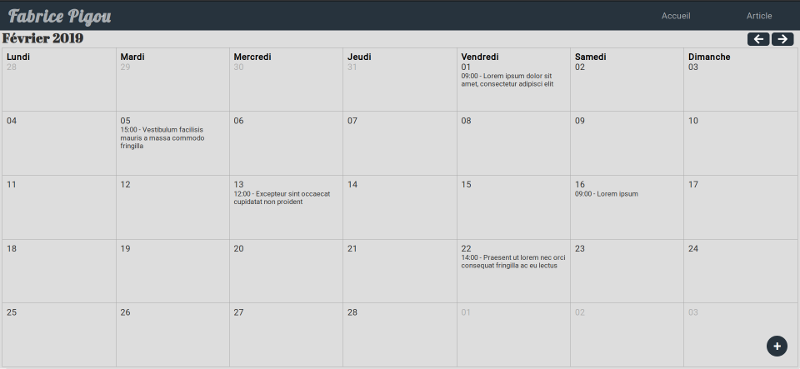 Fabrice Pigou
Accueil Article
Février 2019
Lundi Mardi Mercredi Jeudi Vendredi Samedi Dimanche
28 29 30 31 01 02 03
09:00 - Lorem ipsum dolor sit
amet, consectetur adipisci elit
04 05 06 07 08 09 10
15:00 - Vestibulum facilisis
mauris a massa commodo
fringilla
11 12 13 14 15 16 17
12:00 - Excepteur sint occaecat
cupidatat non proident
09:00 - Lorem ipsum
18 19 20 21 22 23 24
14:00 - Praesent ut lorem nec orci
consequat fringilla ac eu lectus
25 26 27 28 01 02 03